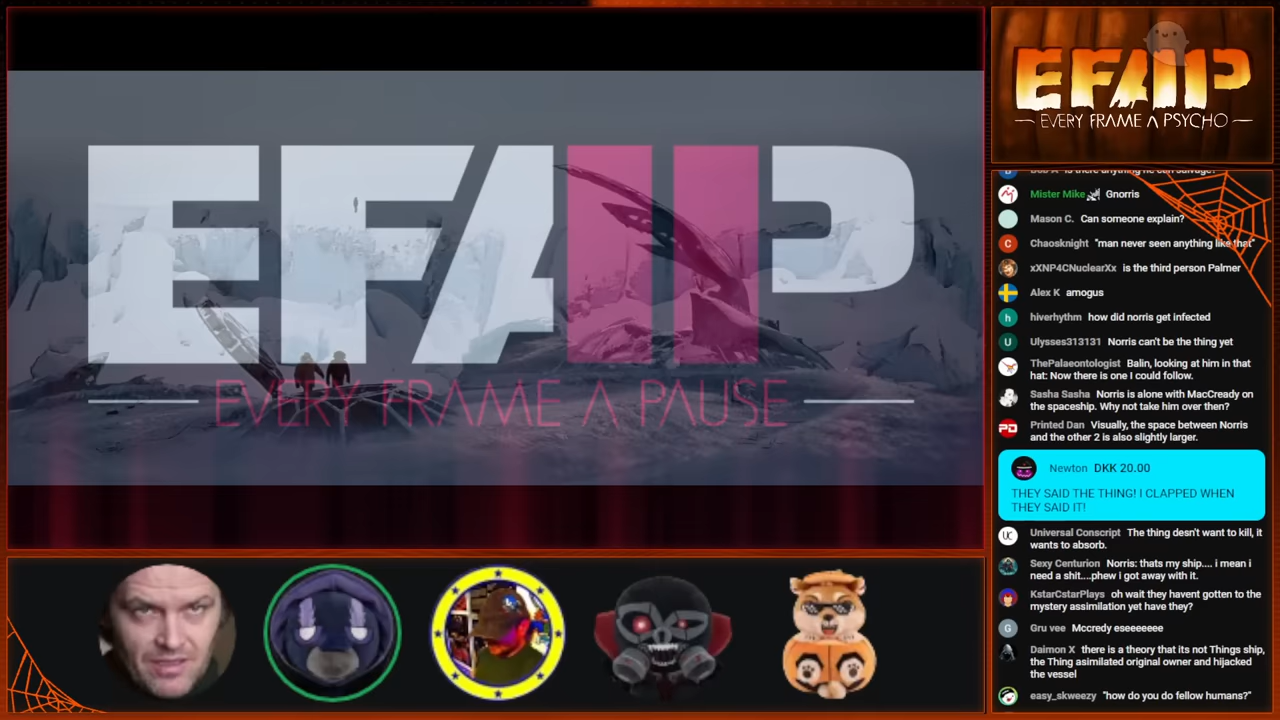 EFAP
EVERY FRAME A PAUSE
EFAP
EVERY FRAME A PSYCHO
is there anything he can salvage?
Mister Mike Gnorris
Mason C. Can someone explain?
Chaosknight "man never seen anything like that"
xXNP4CNuclearXx is the third person Palmer
Alex K amogus
hiverhythm how did norris get infected
Ulysses313131 Norris can't be the thing yet
ThePalaeontologist Balin, looking at him in that
hat: Now there is one I could follow.
Sasha Sasha Norris is alone with MacCready on
the spaceship. Why not take him over then?
Printed Dan Visually, the space between Norris
and the other 2 is also slightly larger.
Newton DKK 20.00
THEY SAID THE THING! I CLAPPED WHEN
THEY SAID IT!
Universal Conscript The thing desn't want to kill, it
wants to absorb.
Sexy Centurion Norris: thats my ship.... i mean i
need a shit....phew i got away with it.
KstarCstarPlays oh wait they havent gotten to the
mystery assimilation yet have they?
Gru vee Mccredy eseeeeeee
Daimon X there is a theory that its not Things ship,
the Thing asimilated original owner and hijacked
the vessel
easy_skweezy "how do you do fellow humans?"
C
h
U
PD
UC
G